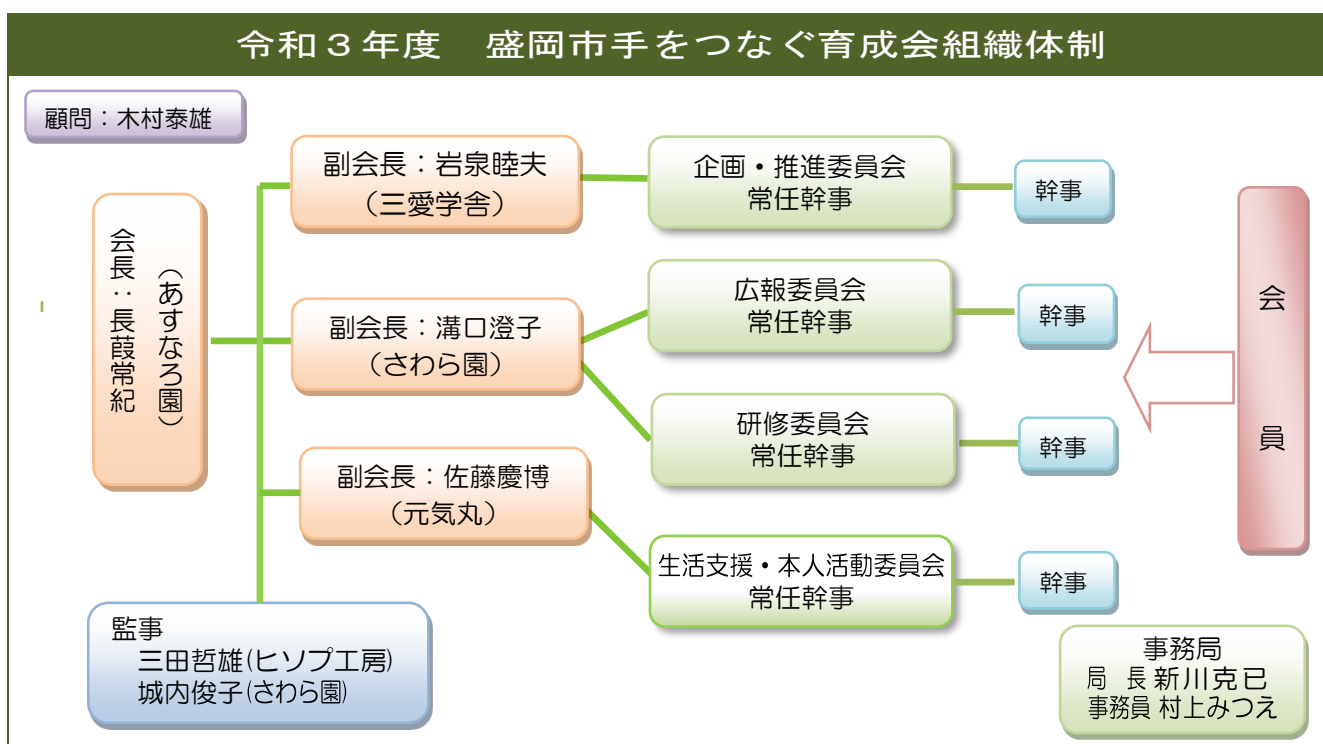 令和３年度　盛岡市手をつなぐ育成会組織体制
顧問：木村泰雄
会長：長葭常紀
（あすなろ園）
副会長：岩泉睦夫
（三愛学舎）
副会長：溝口澄子
（さわら園）
副会長：佐藤慶博
（元気丸）
監事
三田哲雄(ヒソプ工房)
城内俊子(さわら園)
企画・推進委員会
常任幹事
幹事
広報委員会
常任幹事
幹事
研修委員会
常任幹事
幹事
生活支援・本人活動委員会
常任幹事
幹事
会員
事務局
局　長 新川克己
事務員 村上みつえ